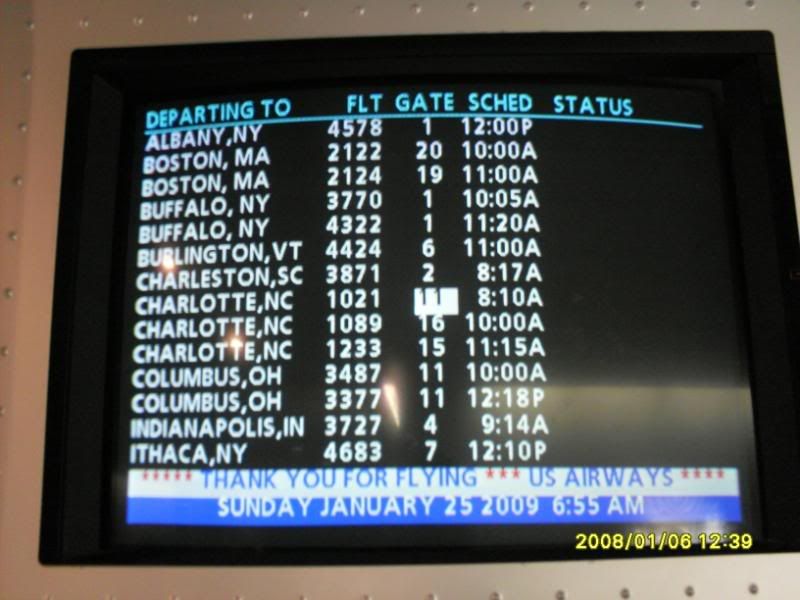 DEPARTING TO FLT GATE SCHED STATUS
ALBANY,NY 4578 1 12:00P
BOSTON, MA 2122 20 10:00A
BOSTON, MA 2124 19 11:00A
BUFFALO, NY 3770 1 10:05A
BUFFALO, NY 4322 1 11:20A
BURLINGTON,VT 4424 6 11:00A
CHARLESTON,SC 3871 2 8:17A
CHARLOTTE,NC 1021 11 8:10A
CHARLOTTE,NC 1089 16 10:00A
CHARLOTTE,NC 1233 15 11:15A
COLUMBUS,OH 3487 11 10:00A
COLUMBUS,OH 3377 11 12:18P
INDIANAPOLIS,IN 3727 4 9:14A
ITHACA,NY 4683 7 12:10P
***** THANK YOU FOR FLYING *** US AIRWAYS ****
SUNDAY JANUARY 25 2009 6:55 AM
2008/01/06 12:39